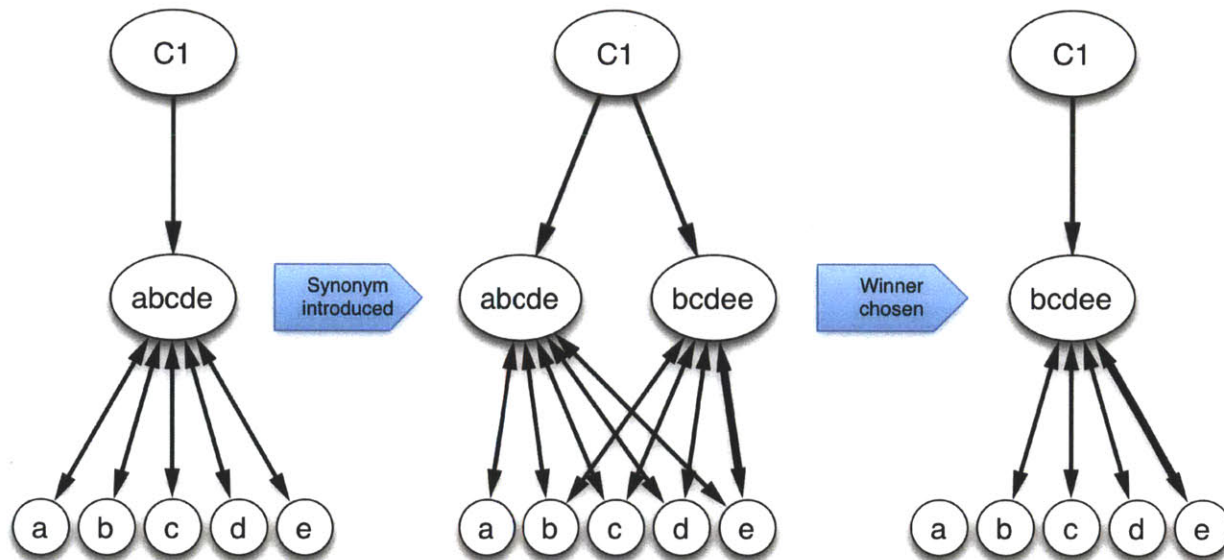 C1
C1
C1
abcde
Synonym
introduced
abcde
bcdee
Winner
chosen
bcdee
a b c d e
a b c d e
a b c d e